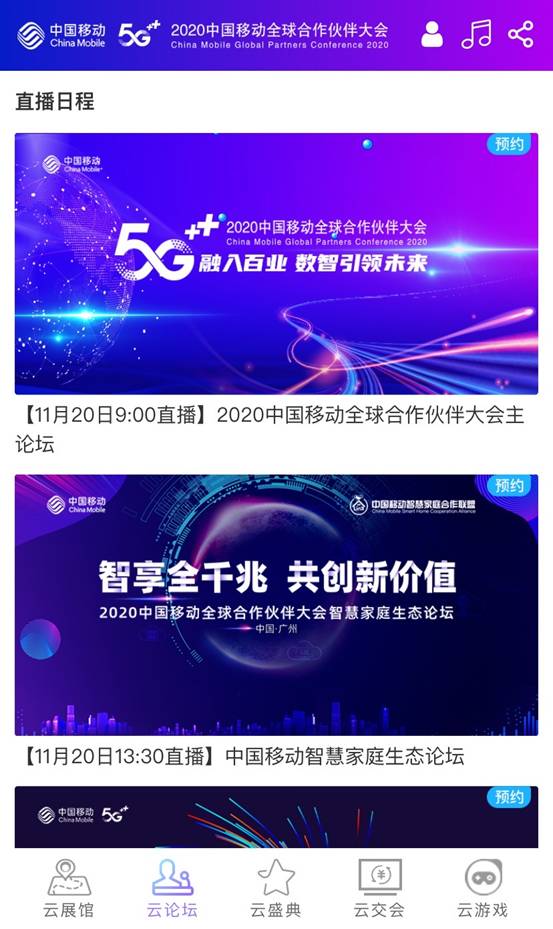 中国移动
China Mobile
5G++
2020中国移动全球合作伙伴大会
China Mobile Global Partners Conference 2020
直播日程
预约
中国移动
China Mobile
5G++
2020中国移动全球合作伙伴大会
China Mobile Global Partners Conference 2020
融入百业 数智引领未来
【11月20日9:00直播】2020中国移动全球合作伙伴大会主
论坛
预约
中国移动
China Mobile
中国移动智慧家庭合作联盟
China Mobile Smart Home Cooperation Alliance
智享全千兆 共创新价值
2020中国移动全球合作伙伴大会智慧家庭生态论坛
中国·广州
【11月20日13:30直播】中国移动智慧家庭生态论坛
预约
中国移动
China Mobile
5G++
云展馆
云论坛
云盛典
云交会
云游戏